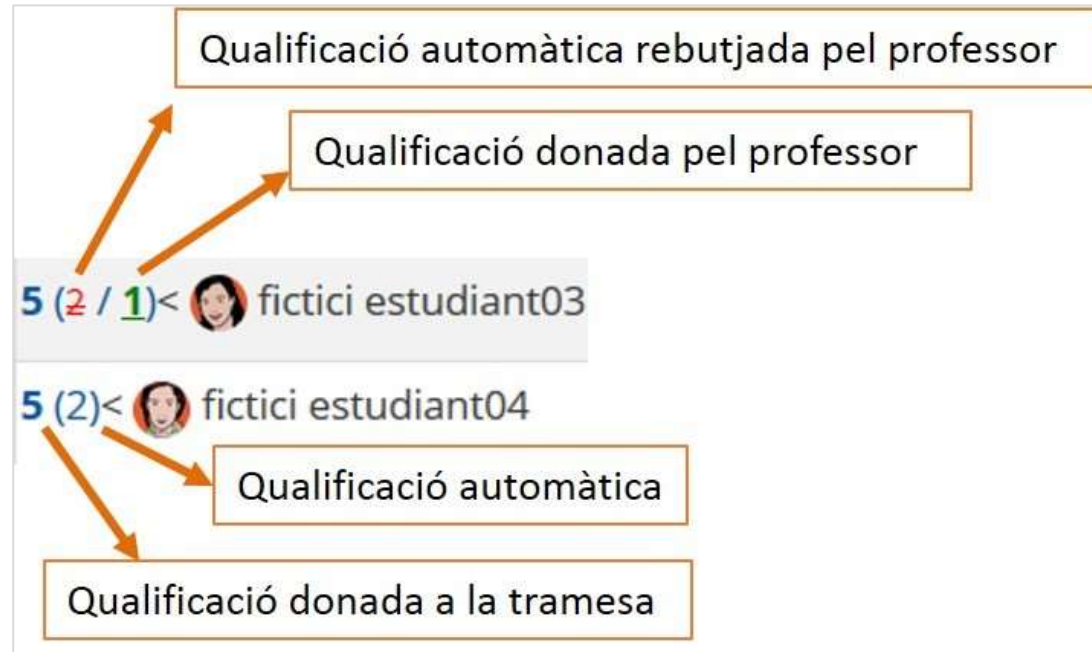 Qualificació automàtica rebutjada pel professor
Qualificació donada pel professor
5 (2 / 1)< fictici estudiant03
5 (2)< fictici estudiant04
Qualificació automàtica
Qualificació donada a la tramesa